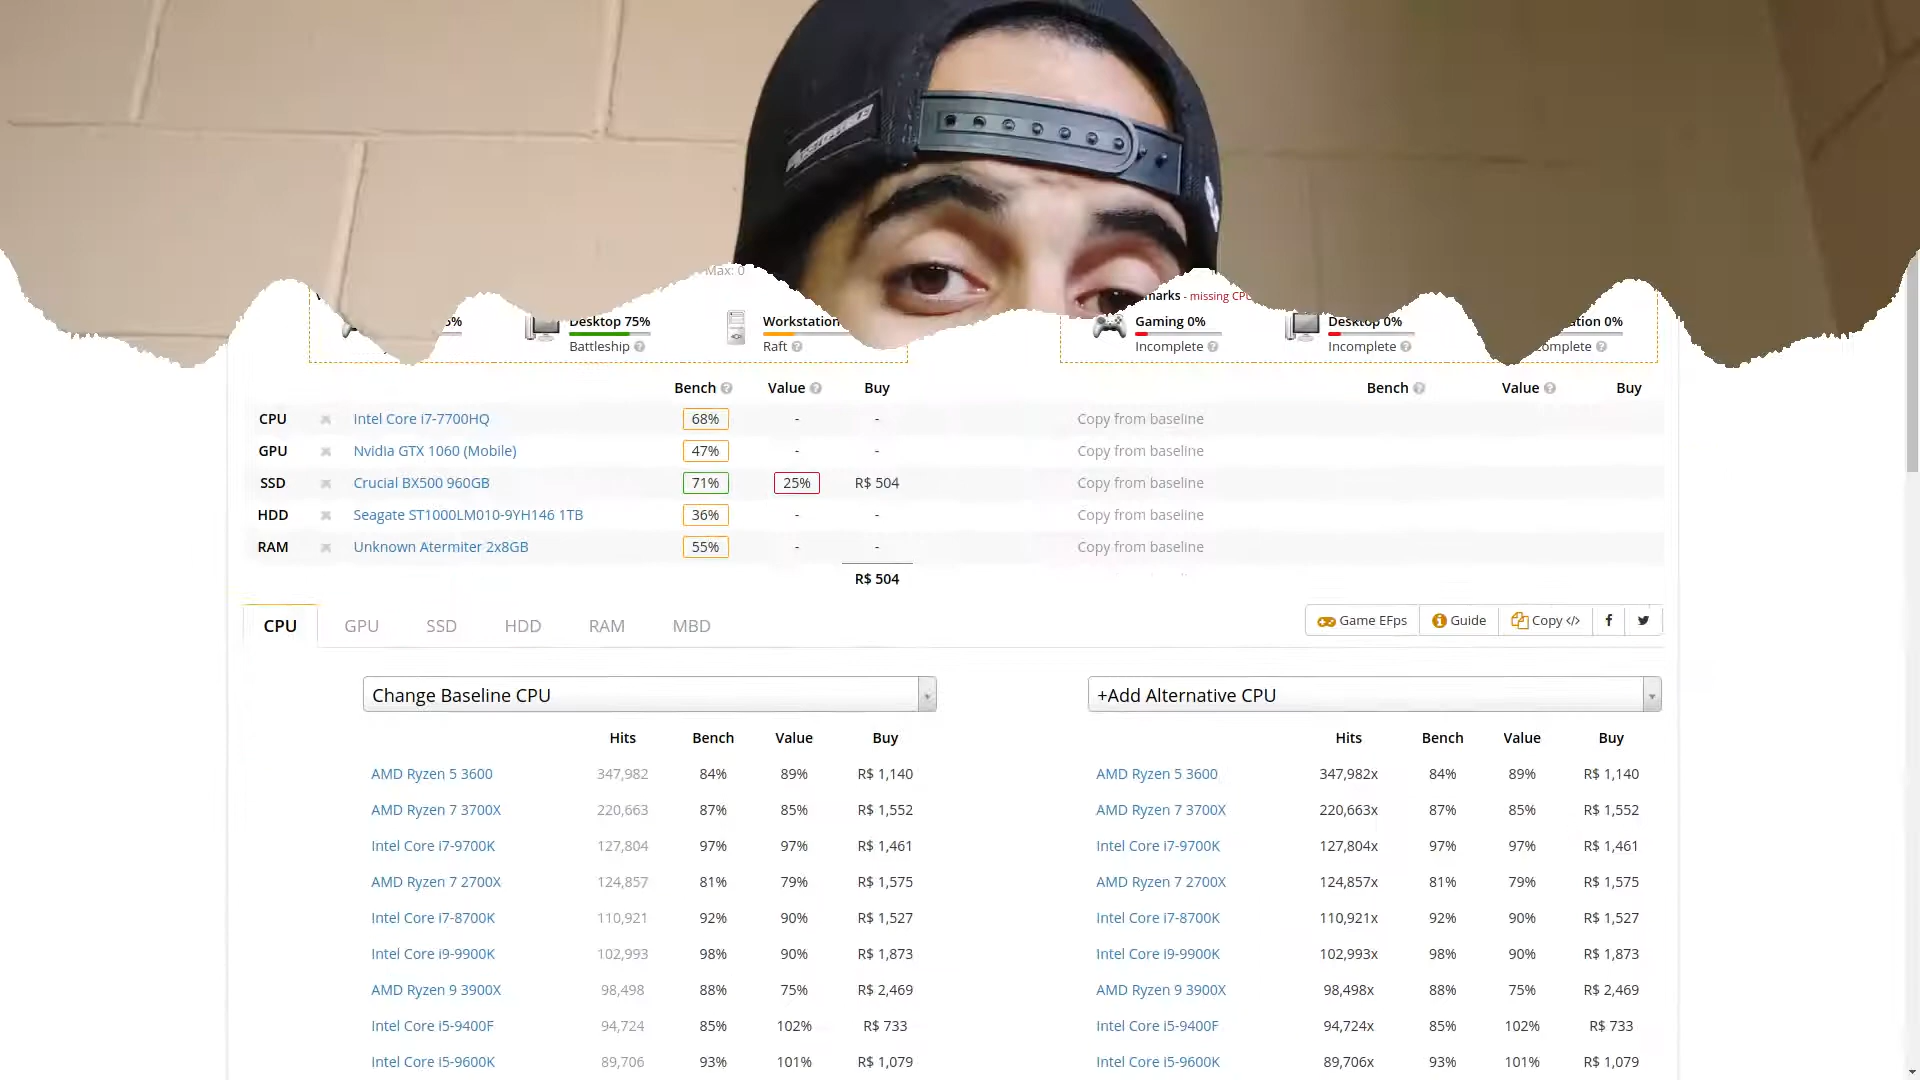 Max: 0
marks - missing CPU
5% Desktop 75% Workstation Gaming 0% Desktop 0% ation 0%
Battleship Raft Incomplete Incomplete omplete
Bench Value Buy Bench Value Buy
CPU Intel Core i7-7700HQ 68% - - Copy from baseline
GPU Nvidia GTX 1060 (Mobile) 47% - - Copy from baseline
SSD Crucial BX500 960GB 71% 25% R$ 504 Copy from baseline
HDD Seagate ST1000LM010-9YH146 1TB 36% - - Copy from baseline
RAM Unknown Atermiter 2x8GB 55% - - Copy from baseline
R$ 504
CPU GPU SSD HDD RAM MBD Game EFps Guide Copy </>
Change Baseline CPU +Add Alternative CPU
Hits Bench Value Buy Hits Bench Value Buy
AMD Ryzen 5 3600 347,982 84% 89% R$ 1,140 AMD Ryzen 5 3600 347,982x 84% 89% R$ 1,140
AMD Ryzen 7 3700X 220,663 87% 85% R$ 1,552 AMD Ryzen 7 3700X 220,663x 87% 85% R$ 1,552
Intel Core i7-9700K 127,804 97% 97% R$ 1,461 Intel Core i7-9700K 127,804x 97% 97% R$ 1,461
AMD Ryzen 7 2700X 124,857 81% 79% R$ 1,575 AMD Ryzen 7 2700X 124,857x 81% 79% R$ 1,575
Intel Core i7-8700K 110,921 92% 90% R$ 1,527 Intel Core i7-8700K 110,921x 92% 90% R$ 1,527
Intel Core i9-9900K 102,993 98% 90% R$ 1,873 Intel Core i9-9900K 102,993x 98% 90% R$ 1,873
AMD Ryzen 9 3900X 98,498 88% 75% R$ 2,469 AMD Ryzen 9 3900X 98,498x 88% 75% R$ 2,469
Intel Core i5-9400F 94,724 85% 102% R$ 733 Intel Core i5-9400F 94,724x 85% 102% R$ 733
Intel Core i5-9600K 89,706 93% 101% R$ 1,079 Intel Core i5-9600K 89,706x 93% 101% R$ 1,079